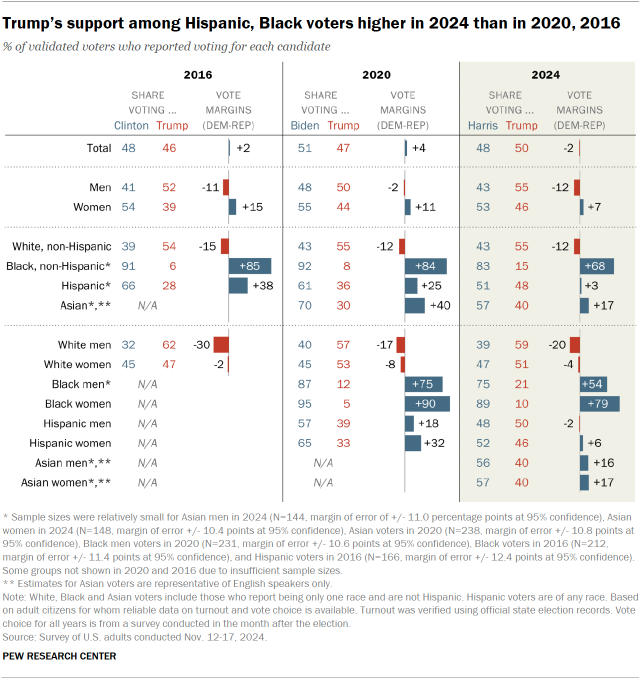 Trump's support among Hispanic, Black voters higher in 2024 than in 2020, 2016
% of validated voters who reported voting for each candidate
2016 2020 2024
SHARE VOTE SHARE VOTE SHARE VOTE
VOTING ... MARGINS VOTING ... MARGINS VOTING ... MARGINS
Clinton Trump (DEM-REP) Biden Trump (DEM-REP) Harris Trump (DEM-REP)
Total 48 46 +2 51 47 +4 48 50 -2
Men 41 52 -11 48 50 -2 43 55 -12
Women 54 39 +15 55 44 +11 53 46 +7
White, non-Hispanic 39 54 -15 43 55 -12 43 55 -12
Black, non-Hispanic* 91 6 +85 92 8 +84 83 15 +68
Hispanic* 66 28 +38 61 36 +25 51 48 +3
Asian*,** N/A 70 30 +40 57 40 +17
White men 32 62 -30 40 57 -17 39 59 -20
White women 45 47 -2 45 53 -8 47 51 -4
Black men* N/A 87 12 +75 75 21 +54
Black women N/A 95 5 +90 89 10 +79
Hispanic men N/A 57 39 +18 48 50 -2
Hispanic women N/A 65 33 +32 52 46 +6
Asian men*,** N/A N/A 56 40 +16
Asian women*,** N/A N/A 57 40 +17
* Sample sizes were relatively small for Asian men in 2024 (N=144, margin of error of +/- 11.0 percentage points at 95% confidence), Asian
women in 2024 (N=148, margin of error +/- 10.4 points at 95% confidence), Asian voters in 2020 (N=238, margin of error +/- 10.8 points at
95% confidence), Black men voters in 2020 (N=231, margin of error +/- 10.6 points at 95% confidence), Black voters in 2016 (N=212,
margin of error +/- 11.4 points at 95% confidence), and Hispanic voters in 2016 (N=166, margin of error +/- 12.4 points at 95% confidence).
Some groups not shown in 2020 and 2016 due to insufficient sample sizes.
** Estimates for Asian voters are representative of English speakers only.
Note: White, Black and Asian voters include those who report being only one race and are not Hispanic. Hispanic voters are of any race. Based
on adult citizens for whom reliable data on turnout and vote choice is available. Turnout was verified using official state election records. Vote
choice for all years is from a survey conducted in the month after the election.
Source: Survey of U.S. adults conducted Nov. 12-17, 2024.
PEW RESEARCH CENTER